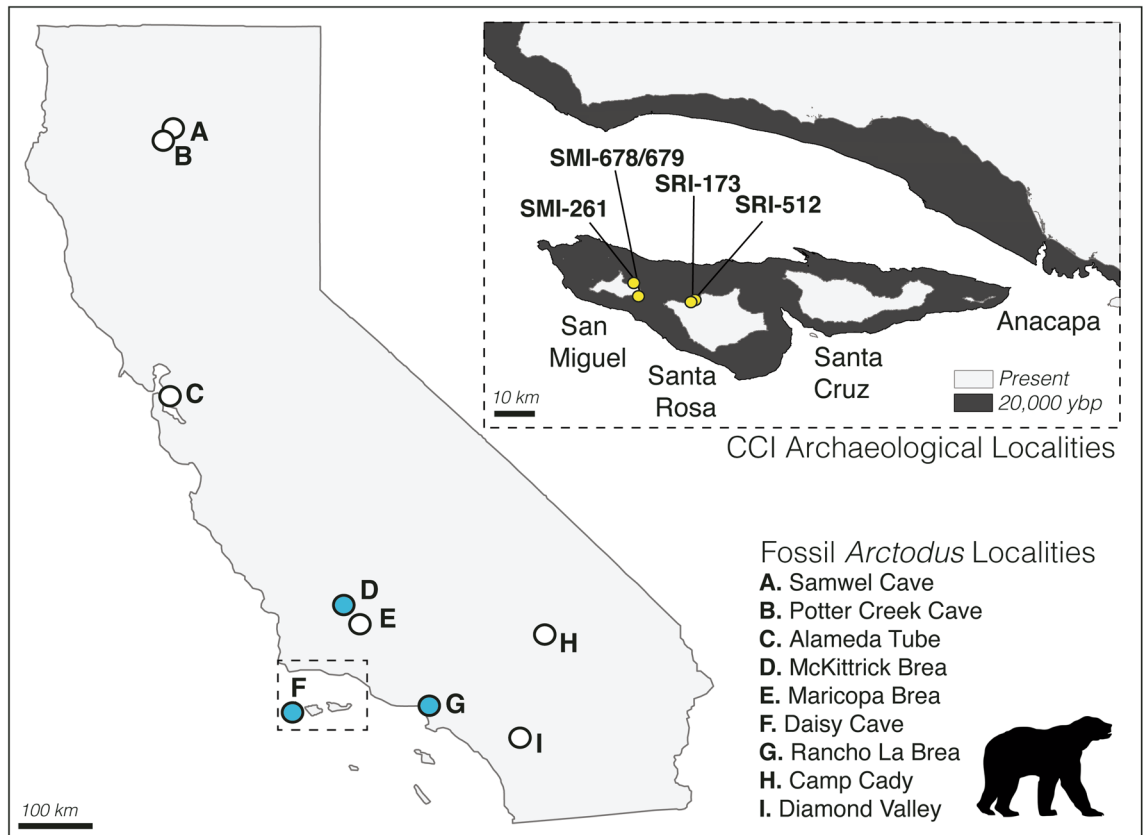 A
B
SMI-678/679
SRI-173
SMI-261
SRI-512
San
Miguel
Santa
Rosa
Santa
Cruz
Anacapa
10 km
Present
20,000 ybp
CCI Archaeological Localities
C
D
E
F
G
H
I
100 km
Fossil Arctodus Localities
A. Samwel Cave
B. Potter Creek Cave
C. Alameda Tube
D. McKittrick Brea
E. Maricopa Brea
F. Daisy Cave
G. Rancho La Brea
H. Camp Cady
I. Diamond Valley